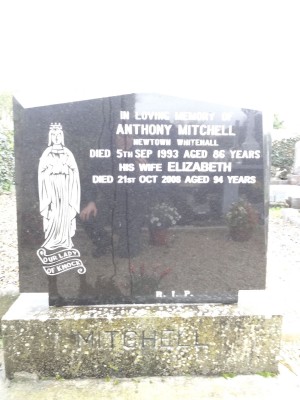 IN LOVING MEMORY OF
ANTHONY MITCHELL
NEWTOWN WHITEHALL
DIED 5TH SEP 1993 AGED 86 YEARS
HIS WIFE ELIZABETH
DIED 21ST OCT 2008 AGED 94 YEARS
OUR LADY
OF KNOCK
R.I.P.
MITCHELL